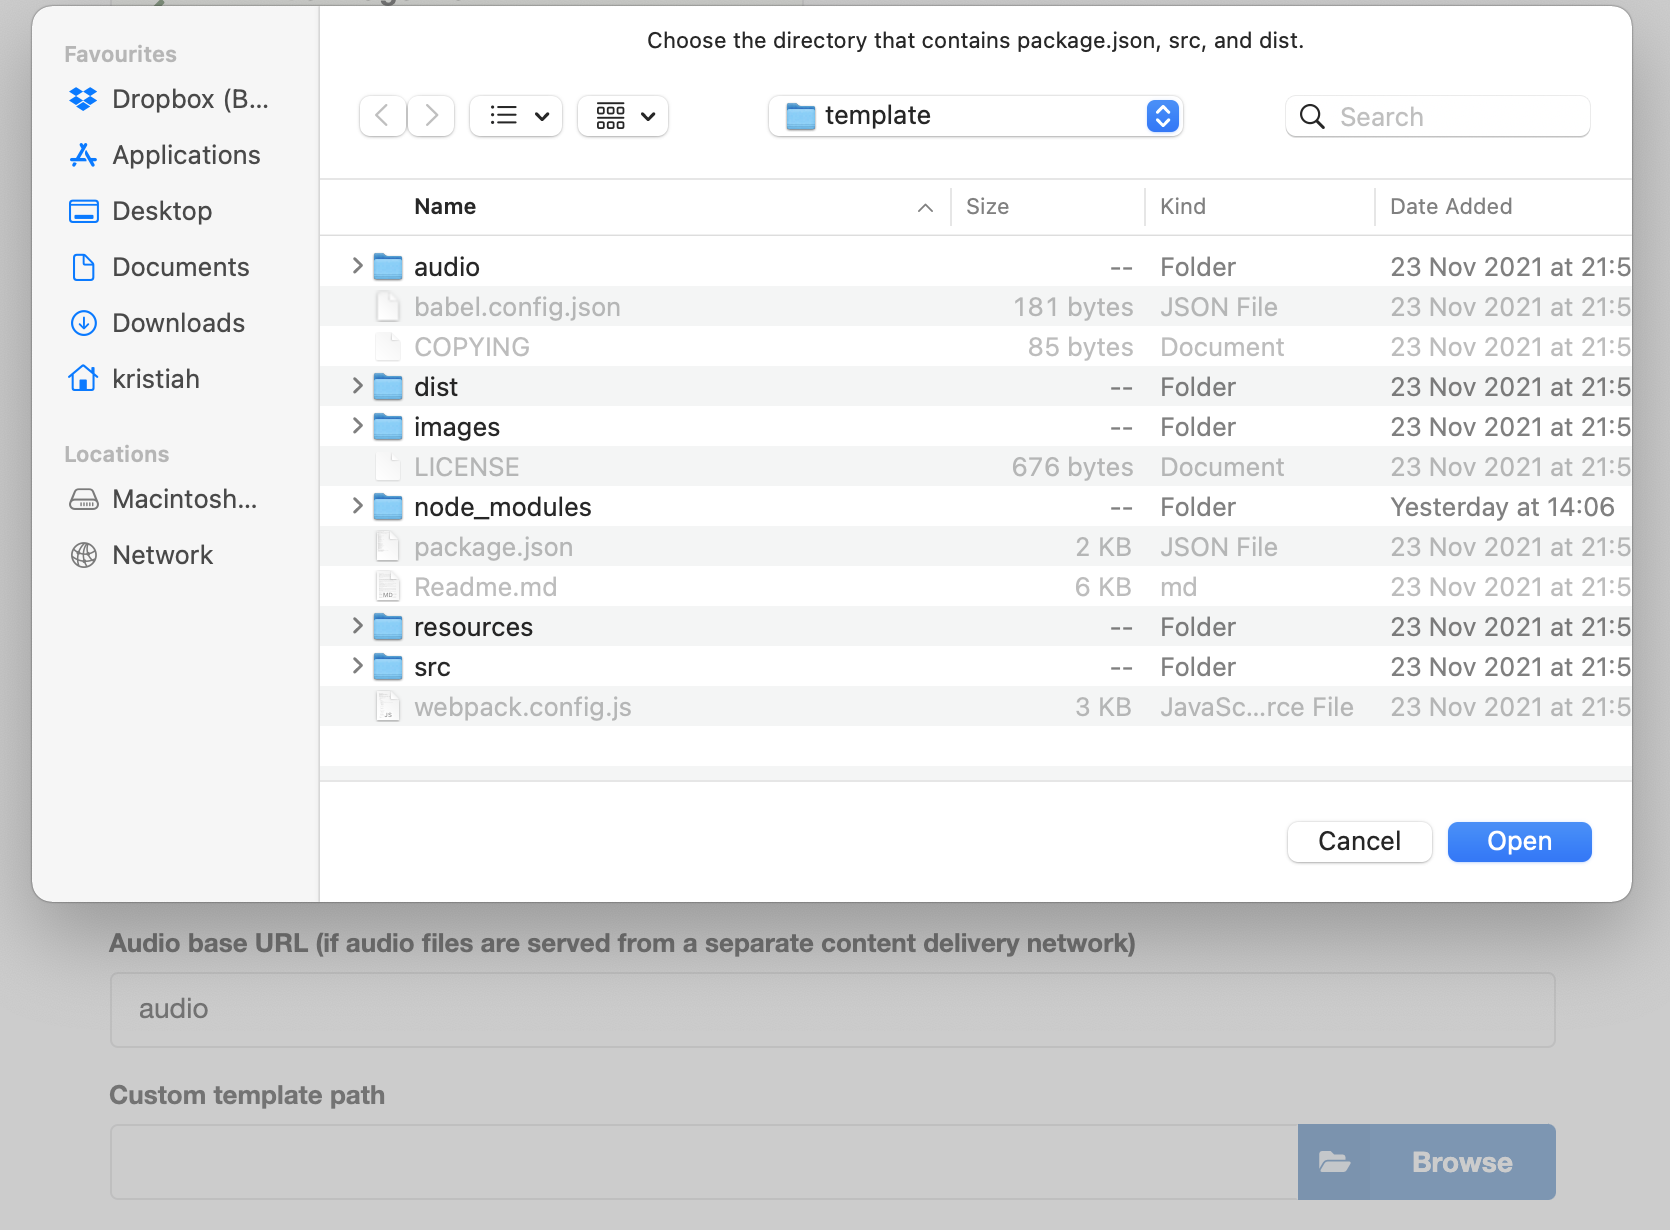 Choose the directory that contains package.json, src, and dist.
Favourites
Dropbox (B...
Applications
Desktop
Documents
Downloads
kristiah
Locations
Macintosh...
Network
template
Search
Name Size Kind Date Added
audio -- Folder 23 Nov 2021 at 21:5
babel.config.json 181 bytes JSON File 23 Nov 2021 at 21:5
COPYING 85 bytes Document 23 Nov 2021 at 21:5
dist -- Folder 23 Nov 2021 at 21:5
images -- Folder 23 Nov 2021 at 21:5
LICENSE 676 bytes Document 23 Nov 2021 at 21:5
node_modules -- Folder Yesterday at 14:06
package.json 2 KB JSON File 23 Nov 2021 at 21:5
Readme.md 6 KB md 23 Nov 2021 at 21:5
resources -- Folder 23 Nov 2021 at 21:5
src -- Folder 23 Nov 2021 at 21:5
webpack.config.js 3 KB JavaSc...rce File 23 Nov 2021 at 21:5
Cancel Open
Audio base URL (if audio files are served from a separate content delivery network)
audio
Custom template path
Browse